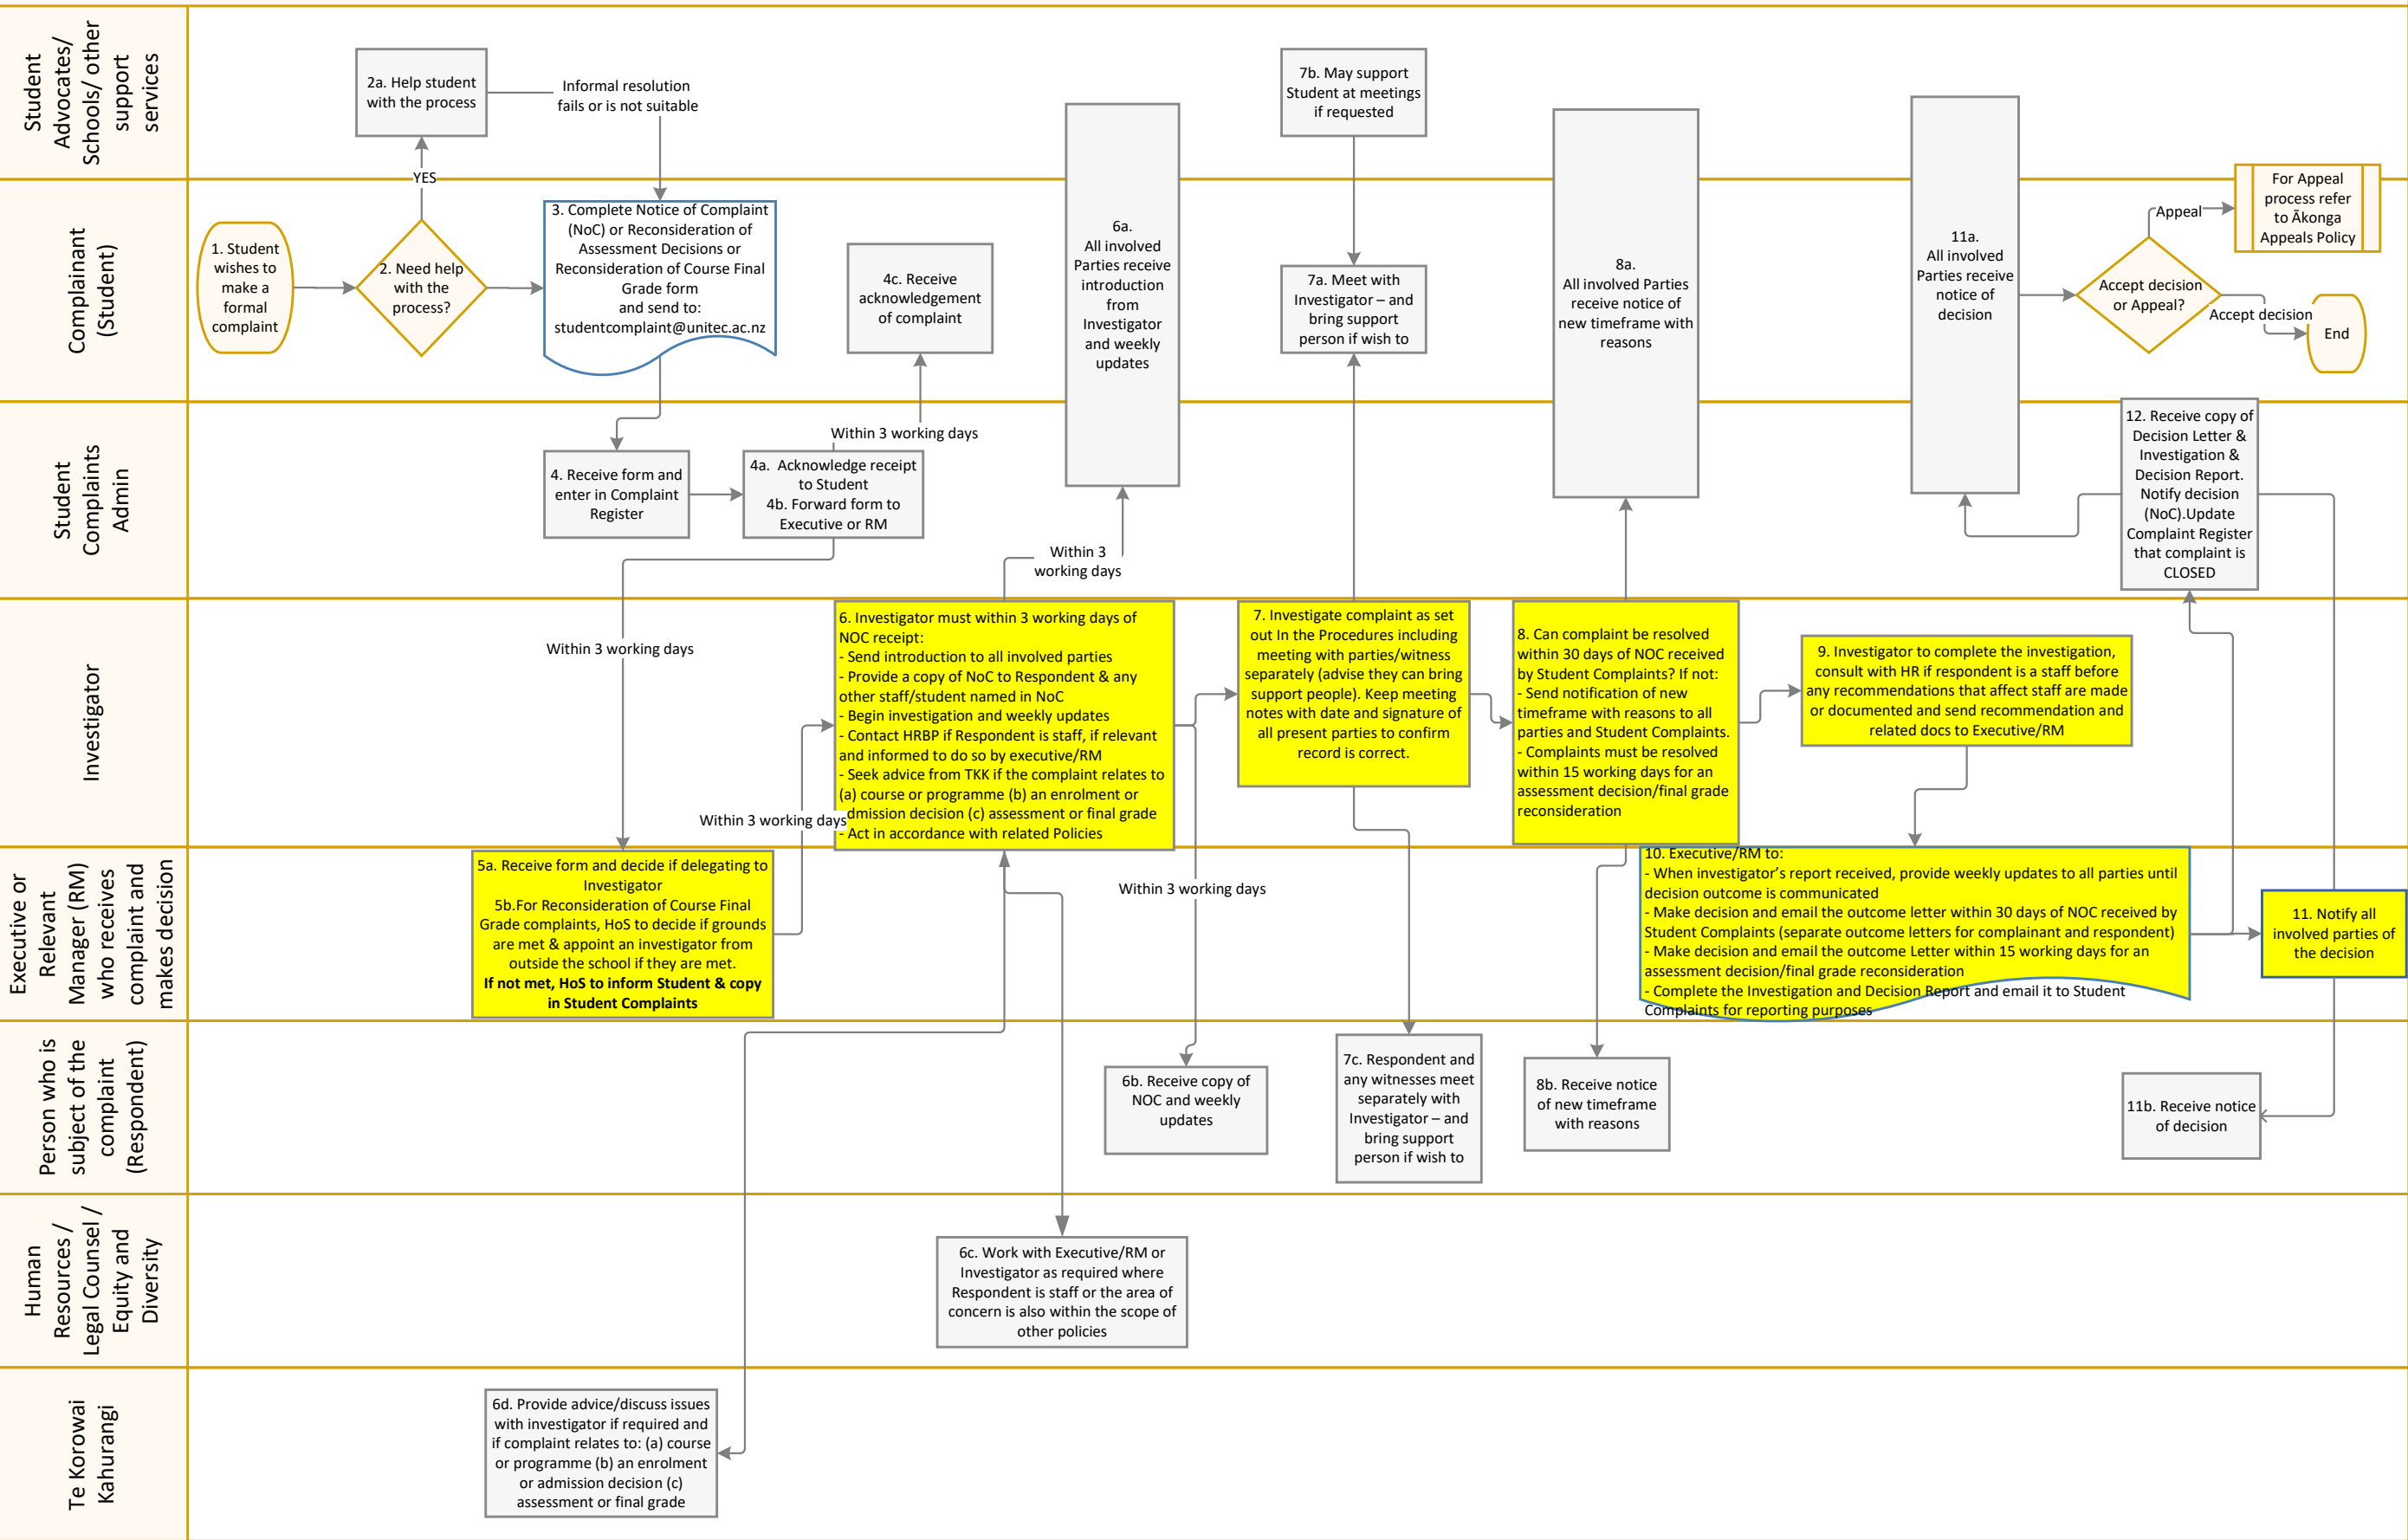 Student
Advocates/
Schools/ other
support
services
2a. Help student
with the process
Informal resolution
fails or is not suitable
YES
7b. May support
Student at meetings
if requested
Complainant
(Student)
1. Student
wishes to
make a
formal
complaint
2. Need help
with the
process?
3. Complete Notice of Complaint
(NoC) or Reconsideration of
Assessment Decisions or
Reconsideration of Course Final
Grade form
and send to:
studentcomplaint@unitec.ac.nz
4c. Receive
acknowledgement
of complaint
6a.
All involved
Parties receive
introduction
from
Investigator
and weekly
updates
7a. Meet with
Investigator – and
bring support
person if wish to
8a.
All involved Parties
receive notice of
new timeframe with
reasons
11a.
All involved
Parties receive
notice of
decision
Accept decision
or Appeal?
Appeal
For Appeal
process refer
to Ākonga
Appeals Policy
Accept decision
End
Student
Complaints
Admin
4. Receive form and
enter in Complaint
Register
4a. Acknowledge receipt
to Student
4b. Forward form to
Executive or RM
Within 3 working days
Within 3
working days
12. Receive copy of
Decision Letter &
Investigation &
Decision Report.
Notify decision
(NoC).Update
Complaint Register
that complaint is
CLOSED
Investigator
Within 3 working days
Within 3 working days
6. Investigator must within 3 working days of
NOC receipt:
- Send introduction to all involved parties
- Provide a copy of NoC to Respondent & any
other staff/student named in NoC
- Begin investigation and weekly updates
- Contact HRBP if Respondent is staff, if relevant
and informed to do so by executive/RM
- Seek advice from TKK if the complaint relates to
(a) course or programme (b) an enrolment or
dmission decision (c) assessment or final grade
- Act in accordance with related Policies
7. Investigate complaint as set
out In the Procedures including
meeting with parties/witness
separately (advise they can bring
support people). Keep meeting
notes with date and signature of
all present parties to confirm
record is correct.
8. Can complaint be resolved
within 30 days of NOC received
by Student Complaints? If not:
- Send notification of new
timeframe with reasons to all
parties and Student Complaints.
- Complaints must be resolved
within 15 working days for an
assessment decision/final grade
reconsideration
9. Investigator to complete the investigation,
consult with HR if respondent is a staff before
any recommendations that affect staff are made
or documented and send recommendation and
related docs to Executive/RM
Executive or
Relevant
Manager (RM)
who receives
complaint and
makes decision
5a. Receive form and decide if delegating to
Investigator
5b.For Reconsideration of Course Final
Grade complaints, HoS to decide if grounds
are met & appoint an investigator from
outside the school if they are met.
If not met, HoS to inform Student & copy
in Student Complaints
Within 3 working days
10. Executive/RM to:
- When investigator’s report received, provide weekly updates to all parties until
decision outcome is communicated
- Make decision and email the outcome letter within 30 days of NOC received by
Student Complaints (separate outcome letters for complainant and respondent)
- Make decision and email the outcome Letter within 15 working days for an
assessment decision/final grade reconsideration
- Complete the Investigation and Decision Report and email it to Student
Complaints for reporting purposes
11. Notify all
involved parties of
the decision
Person who is
subject of the
complaint
(Respondent)
6b. Receive copy of
NOC and weekly
updates
7c. Respondent and
any witnesses meet
separately with
Investigator – and
bring support
person if wish to
8b. Receive notice
of new timeframe
with reasons
11b. Receive notice
of decision
Human
Resources /
Legal Counsel /
Equity and
Diversity
6c. Work with Executive/RM or
Investigator as required where
Respondent is staff or the area of
concern is also within the scope of
other policies
Te Korowai
Kahurangi
6d. Provide advice/discuss issues
with investigator if required and
if complaint relates to: (a) course
or programme (b) an enrolment
or admission decision (c)
assessment or final grade